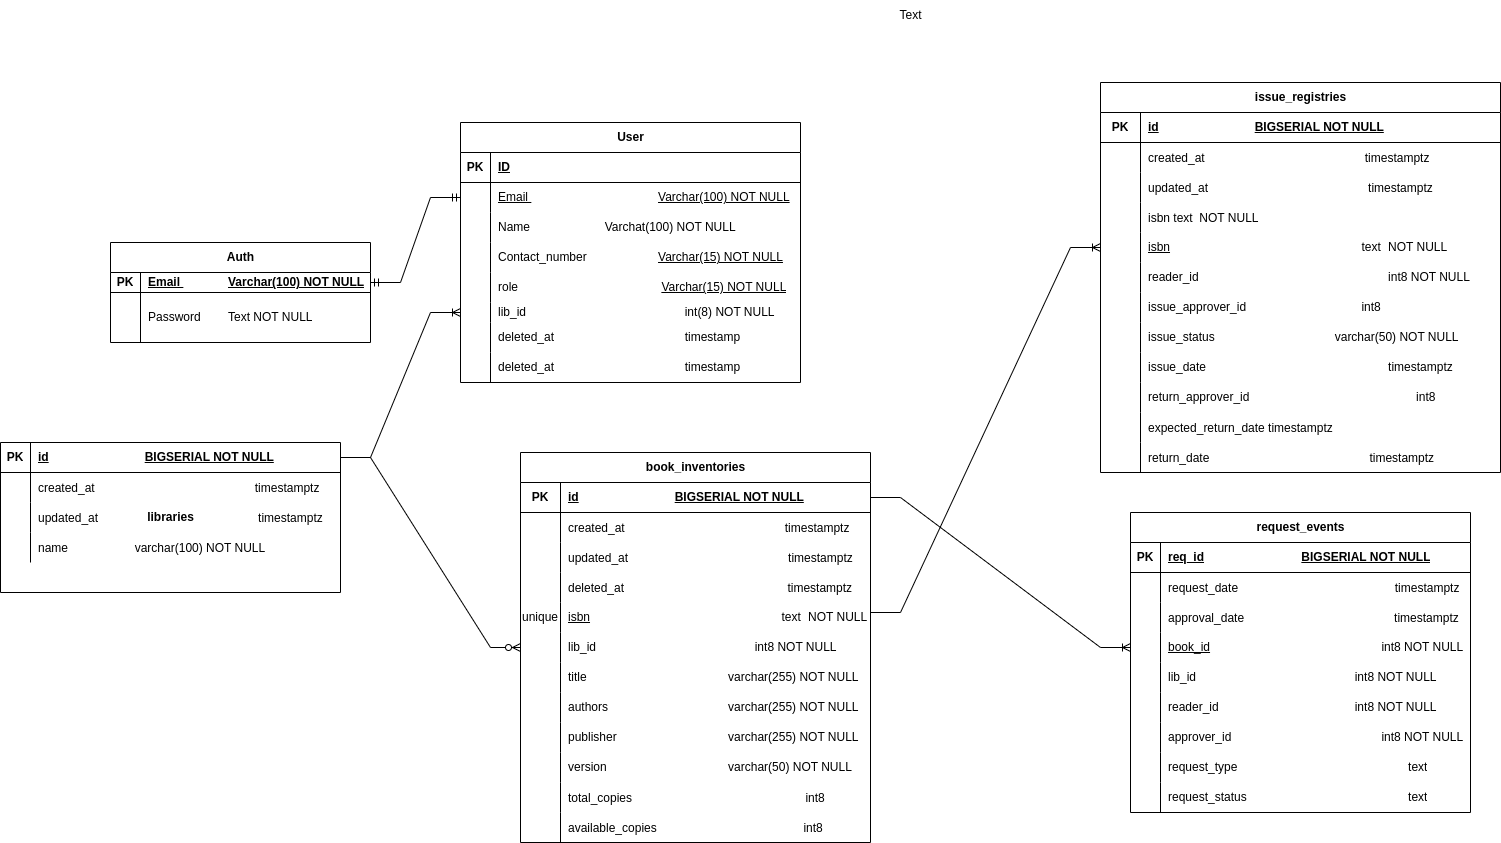 Text
issue_registries
PK id BIGSERIAL NOT NULL
created_at timestamptz
updated_at timestamptz
isbn text  NOT NULL
isbn text  NOT NULL
reader_id int8 NOT NULL
issue_approver_id int8
issue_status varchar(50) NOT NULL
issue_date timestamptz
return_approver_id int8
expected_return_date timestamptz
return_date timestamptz
User
PK ID
Email Varchar(100) NOT NULL
Name Varchat(100) NOT NULL
Contact_number Varchar(15) NOT NULL
role Varchar(15) NOT NULL
lib_id int(8) NOT NULL
deleted_at timestamp
deleted_at timestamp
Auth
PK Email Varchar(100) NOT NULL
Password Text NOT NULL
PK id BIGSERIAL NOT NULL
created_at timestamptz
updated_at libraries timestamptz
name varchar(100) NOT NULL
book_inventories
PK id BIGSERIAL NOT NULL
created_at timestamptz
updated_at timestamptz
deleted_at timestamptz
unique isbn text  NOT NULL
lib_id int8 NOT NULL
title varchar(255) NOT NULL
authors varchar(255) NOT NULL
publisher varchar(255) NOT NULL
version varchar(50) NOT NULL
total_copies int8
available_copies int8
request_events
PK req_id BIGSERIAL NOT NULL
request_date timestamptz
approval_date timestamptz
book_id int8 NOT NULL
lib_id int8 NOT NULL
reader_id int8 NOT NULL
approver_id int8 NOT NULL
request_type text
request_status text